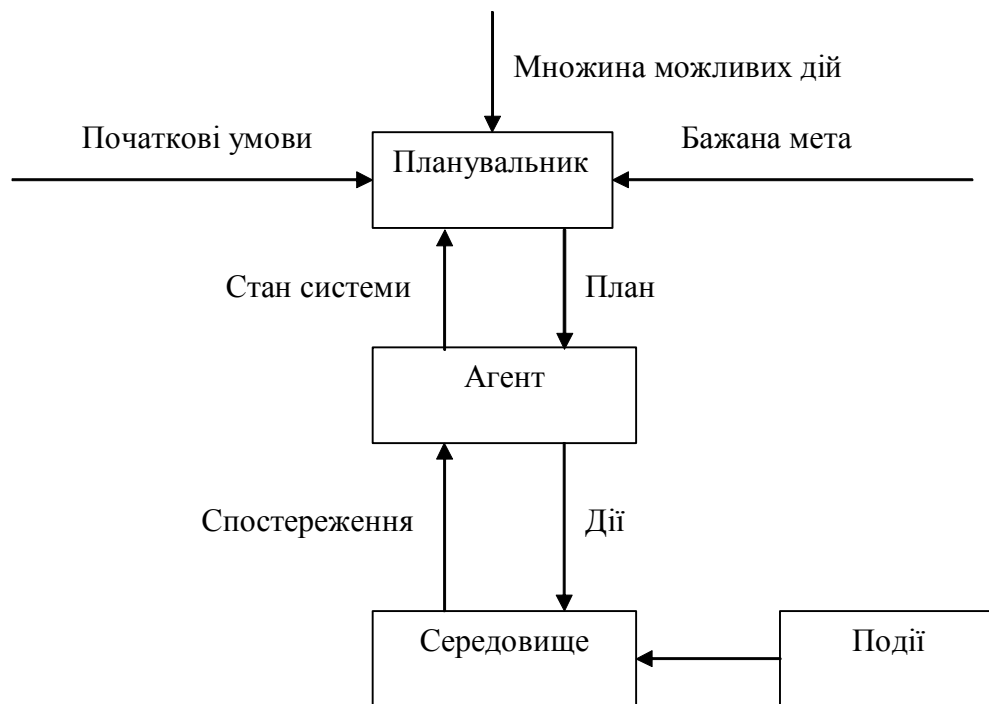 Множина можливих дій
Початкові умови
Бажана мета
Планувальник
Стан системи
План
Агент
Спостереження
Дії
Середовище
Події